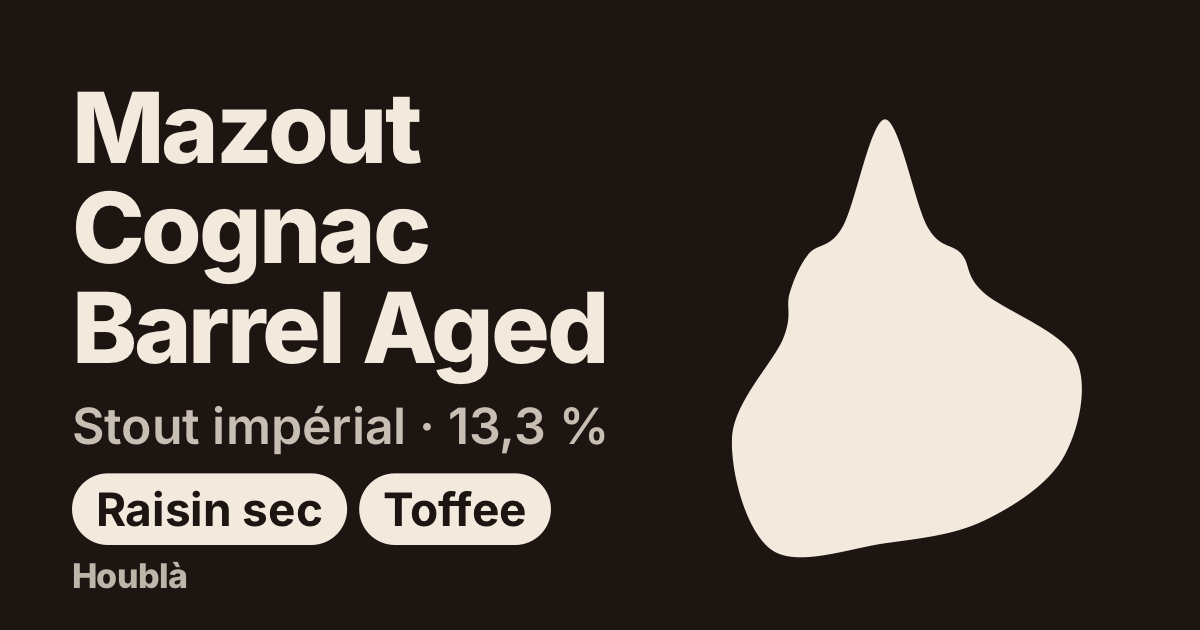 Mazout
Cognac
Barrel Aged
Stout impérial · 13,3 %
Raisin sec Toffee
Houblà